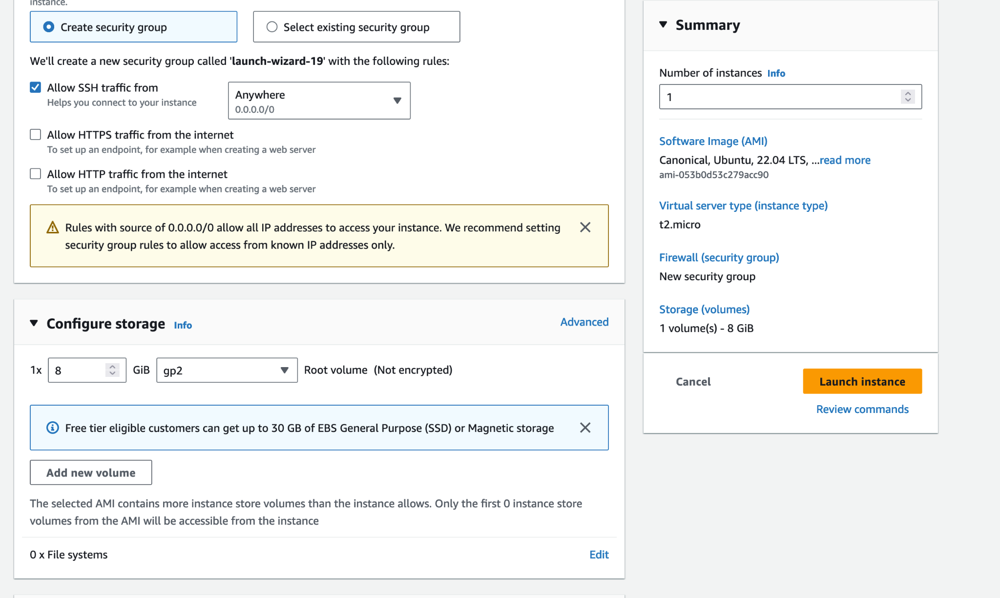 instance.
Create security group
Select existing security group
We'll create a new security group called 'launch-wizard-19' with the following rules:
Allow SSH traffic from
Helps you connect to your instance
Anywhere
0.0.0.0/0
Allow HTTPS traffic from the internet
To set up an endpoint, for example when creating a web server
Allow HTTP traffic from the internet
To set up an endpoint, for example when creating a web server
Rules with source of 0.0.0.0/0 allow all IP addresses to access your instance. We recommend setting
security group rules to allow access from known IP addresses only.
Configure storage Info
Advanced
1x 8 GiB gp2 Root volume (Not encrypted)
Free tier eligible customers can get up to 30 GB of EBS General Purpose (SSD) or Magnetic storage
Add new volume
The selected AMI contains more instance store volumes than the instance allows. Only the first 0 instance store
volumes from the AMI will be accessible from the instance
0 x File systems
Edit
Summary
Number of instances Info
1
Software Image (AMI)
Canonical, Ubuntu, 22.04 LTS, ...read more
ami-053b0d53c279acc90
Virtual server type (instance type)
t2.micro
Firewall (security group)
New security group
Storage (volumes)
1 volume(s) - 8 GiB
Cancel
Launch instance
Review commands